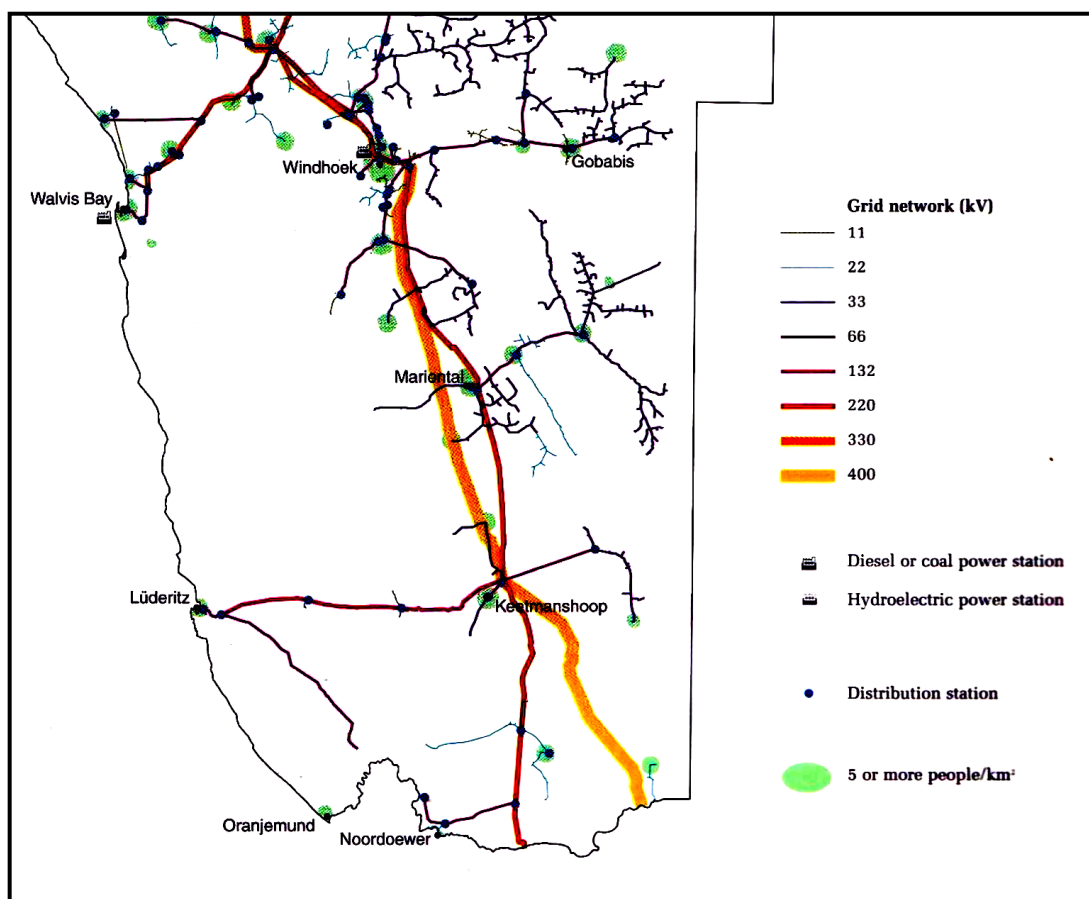 Windhoek
Gobabis
Walvis Bay
Mariental
Lüderitz
Keetmanshoop
Oranjemund
Noordoewer
Grid network (kV)
11
22
33
66
132
220
330
400
Diesel or coal power station
Hydroelectric power station
Distribution station
5 or more people/km²